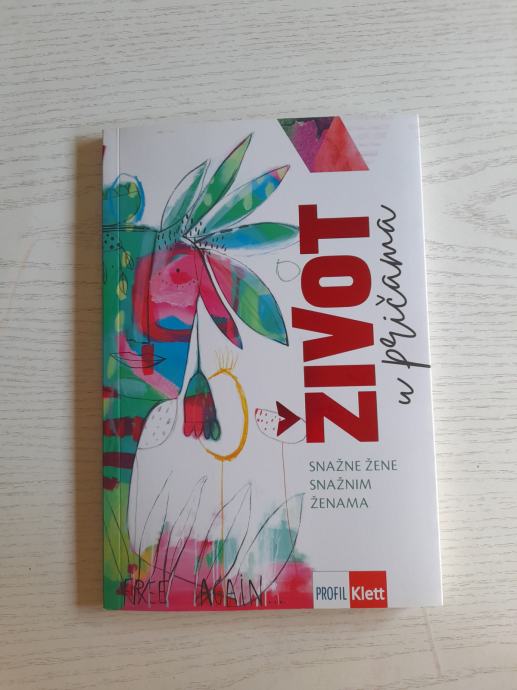 ŽIVOT
u pričama
SNAŽNE ŽENE
SNAŽNIM
ŽENAMA
FREE AGAIN...
PROFIL Klett